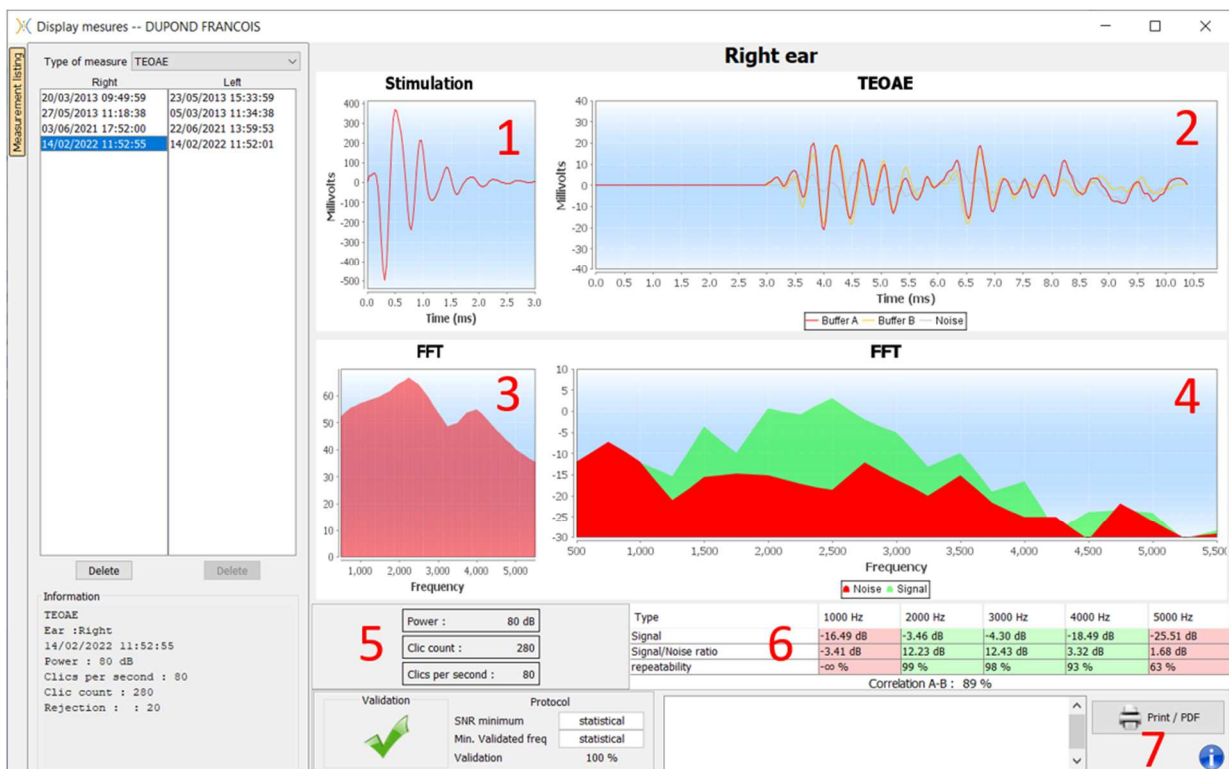 Display mesures -- DUPOND FRANCOIS
Measurement listing
Type of measure TEOAE
Right Left
20/03/2013 09:49:59 23/05/2013 15:33:59
27/05/2013 11:18:38 05/03/2013 11:34:38
03/06/2021 17:52:00 22/06/2021 13:59:53
14/02/2022 11:52:55 14/02/2022 11:52:01
Delete Delete
Information
TEOAE
Ear :Right
14/02/2022 11:52:55
Power : 80 dB
Clics per second : 80
Clic count : 280
Rejection : : 20
Right ear
Stimulation
1
Millivolts
400
300
200
100
0
-100
-200
-300
-400
-500
0.0 0.5 1.0 1.5 2.0 2.5 3.0
Time (ms)
TEOAE
2
Millivolts
40
30
20
10
0
-10
-20
-30
-40
0.0 0.5 1.0 1.5 2.0 2.5 3.0 3.5 4.0 4.5 5.0 5.5 6.0 6.5 7.0 7.5 8.0 8.5 9.0 9.5 10.0 10.5
Time (ms)
Buffer A Buffer B Noise
FFT
3
60
50
40
30
20
10
0
1,000 2,000 3,000 4,000 5,000
Frequency
FFT
4
10
5
0
-5
-10
-15
-20
-25
-30
500 1,000 1,500 2,000 2,500 3,000 3,500 4,000 4,500 5,000 5,500
Frequency
Noise Signal
5
Power : 80 dB
Clic count : 280
Clics per second : 80
6
Type 1000 Hz 2000 Hz 3000 Hz 4000 Hz 5000 Hz
Signal -16.49 dB -3.46 dB -4.30 dB -18.49 dB -25.51 dB
Signal/Noise ratio -3.41 dB 12.23 dB 12.43 dB 3.32 dB 1.68 dB
repeatability -∞ % 99 % 98 % 93 % 63 %
Correlation A-B : 89 %
Validation
Protocol
SNR minimum statistical
Min. Validated freq statistical
Validation 100 %
Print / PDF
7
i